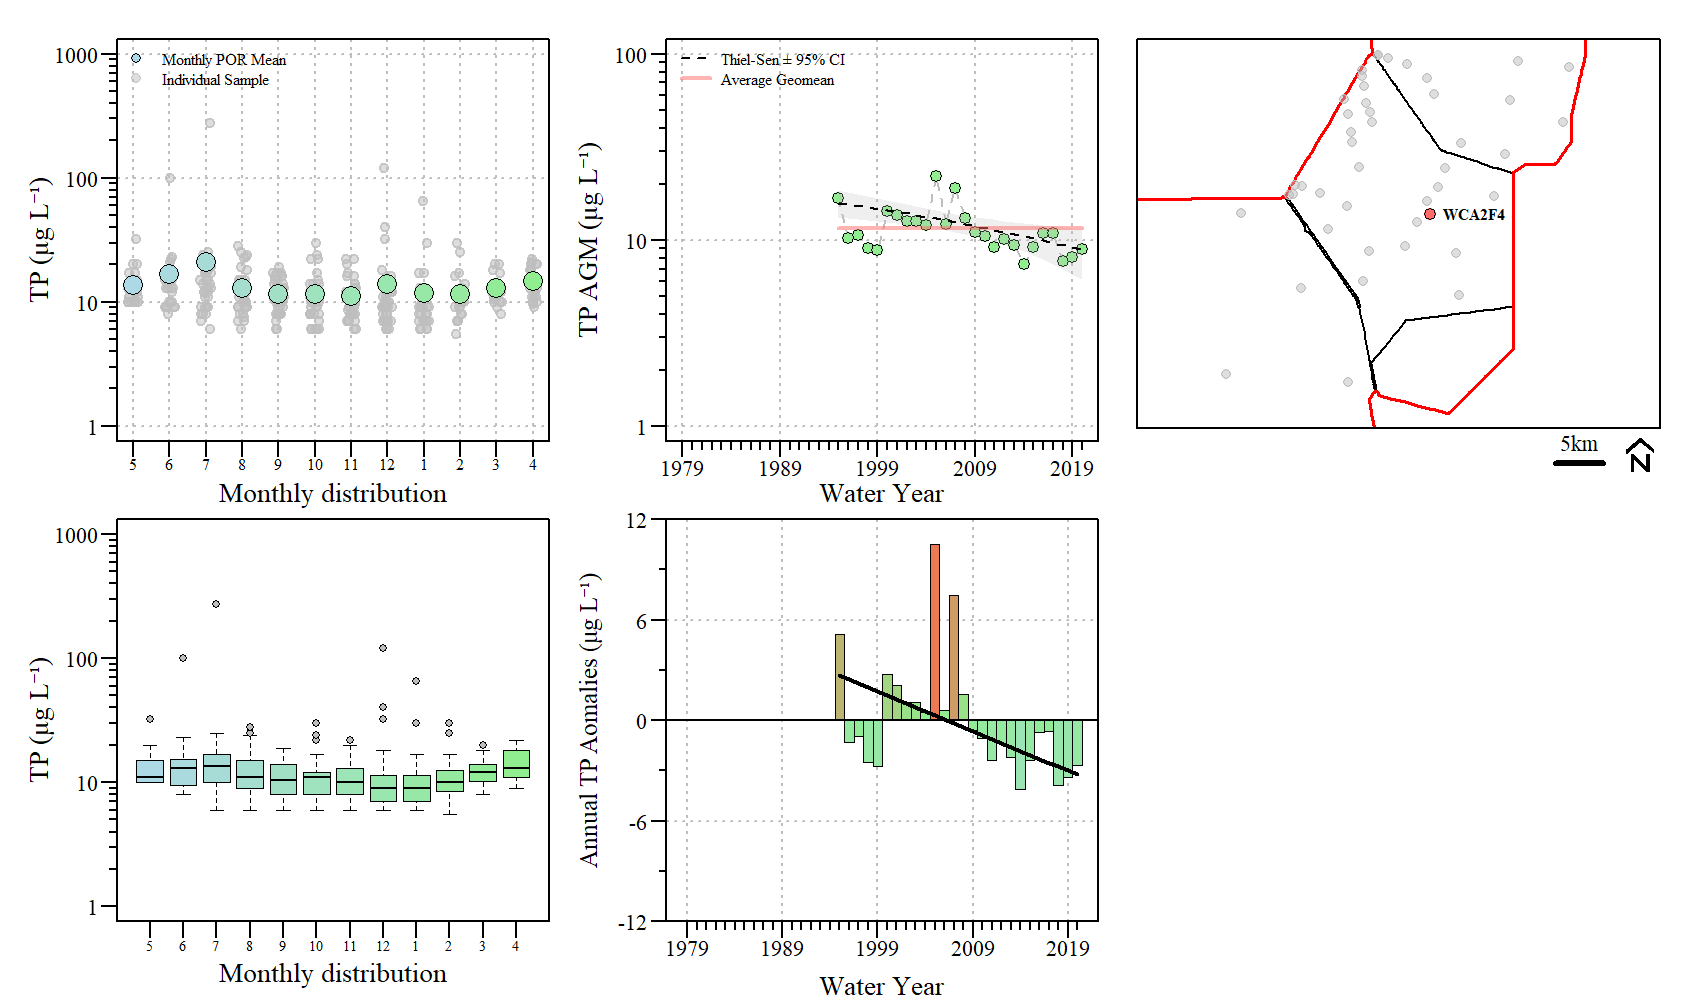 1000
100
10
1
TP (µg L⁻¹)
Monthly POR Mean
Individual Sample
5 6 7 8 9 10 11 12 1 2 3 4
Monthly distribution
100
10
1
TP AGM (µg L⁻¹)
Thiel-Sen ± 95% CI
Average Geomean
1979 1989 1999 2009 2019
Water Year
WCA2F4
5km
N
1000
100
10
1
TP (µg L⁻¹)
5 6 7 8 9 10 11 12 1 2 3 4
Monthly distribution
12
6
0
-6
-12
Annual TP Aomalies (µg L⁻¹)
1979 1989 1999 2009 2019
Water Year